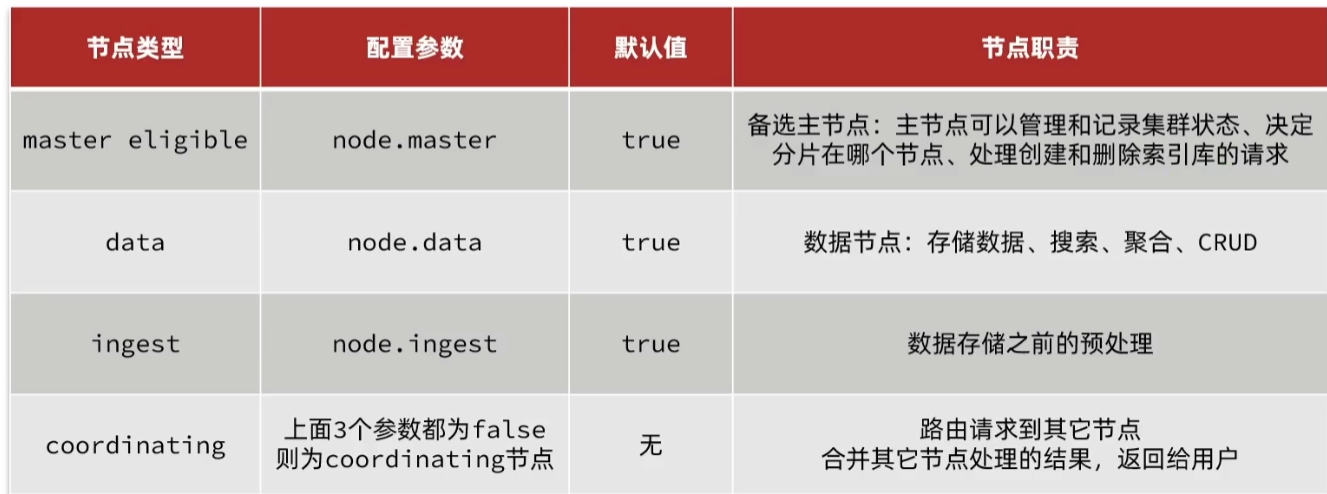 节点类型 配置参数 默认值 节点职责
master eligible node.master true 备选主节点：主节点可以管理和记录集群状态、决定
分片在哪个节点、处理创建和删除索引库的请求
data node.data true 数据节点：存储数据、搜索、聚合、CRUD
ingest node.ingest true 数据存储之前的预处理
coordinating 上面3个参数都为false
则为coordinating节点 无 路由请求到其它节点
合并其它节点处理的结果，返回给用户